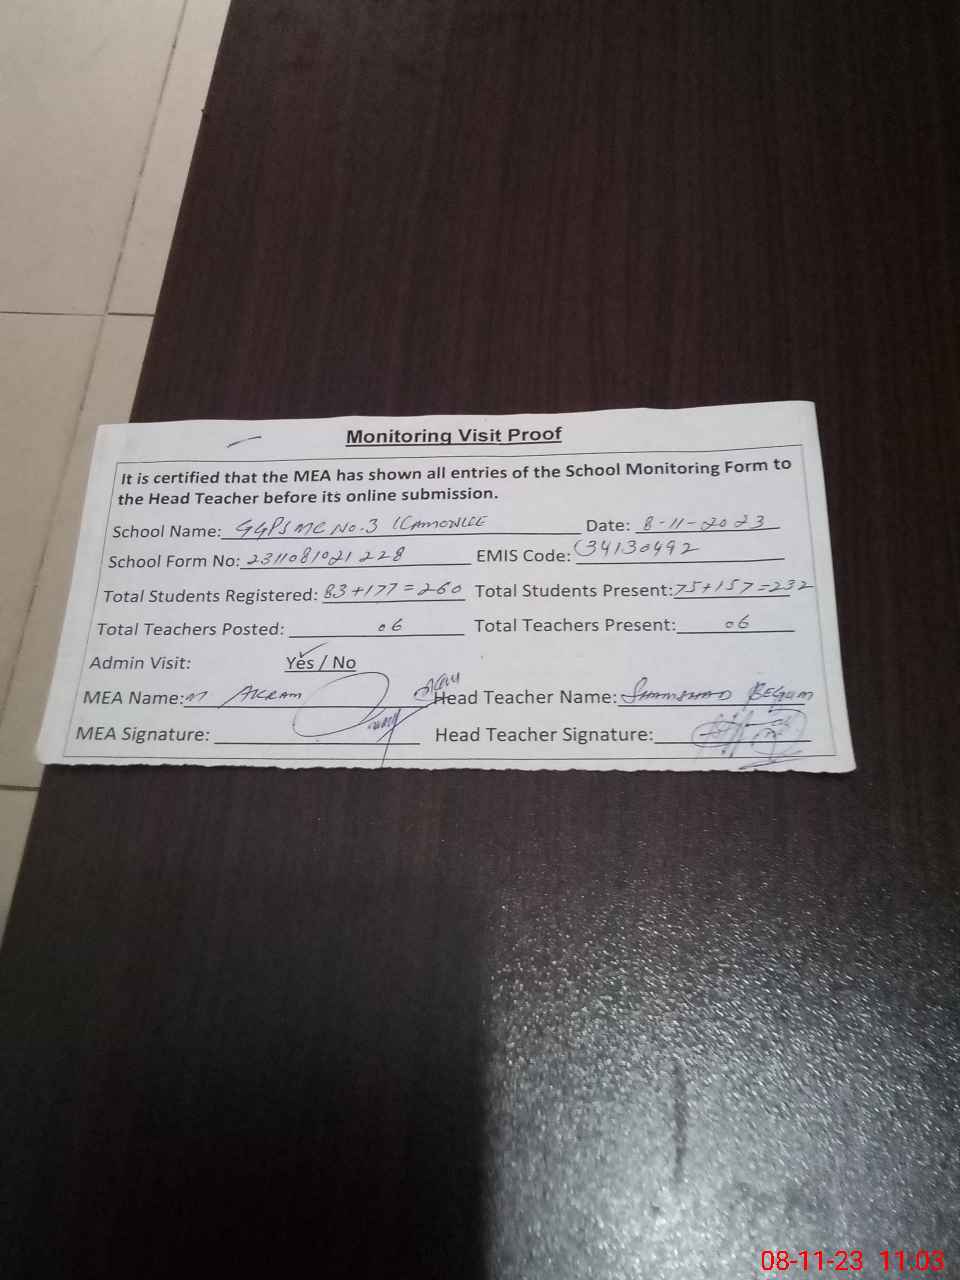 Monitoring Visit Proof
It is certified that the MEA has shown all entries of the School Monitoring Form to
the Head Teacher before its online submission.
School Name: GGPS MC No.3 Date: 8-11-2023
School Form No: 2311081021228 EMIS Code: 34130492
Total Students Registered: 83+177=260 Total Students Present: 75+157=232
Total Teachers Posted: 06 Total Teachers Present: 06
Admin Visit: Yes / No
MEA Name: M AKRAM Head Teacher Name: SHAMSHAD BEGUM
MEA Signature: Head Teacher Signature:
08-11-23 11:03